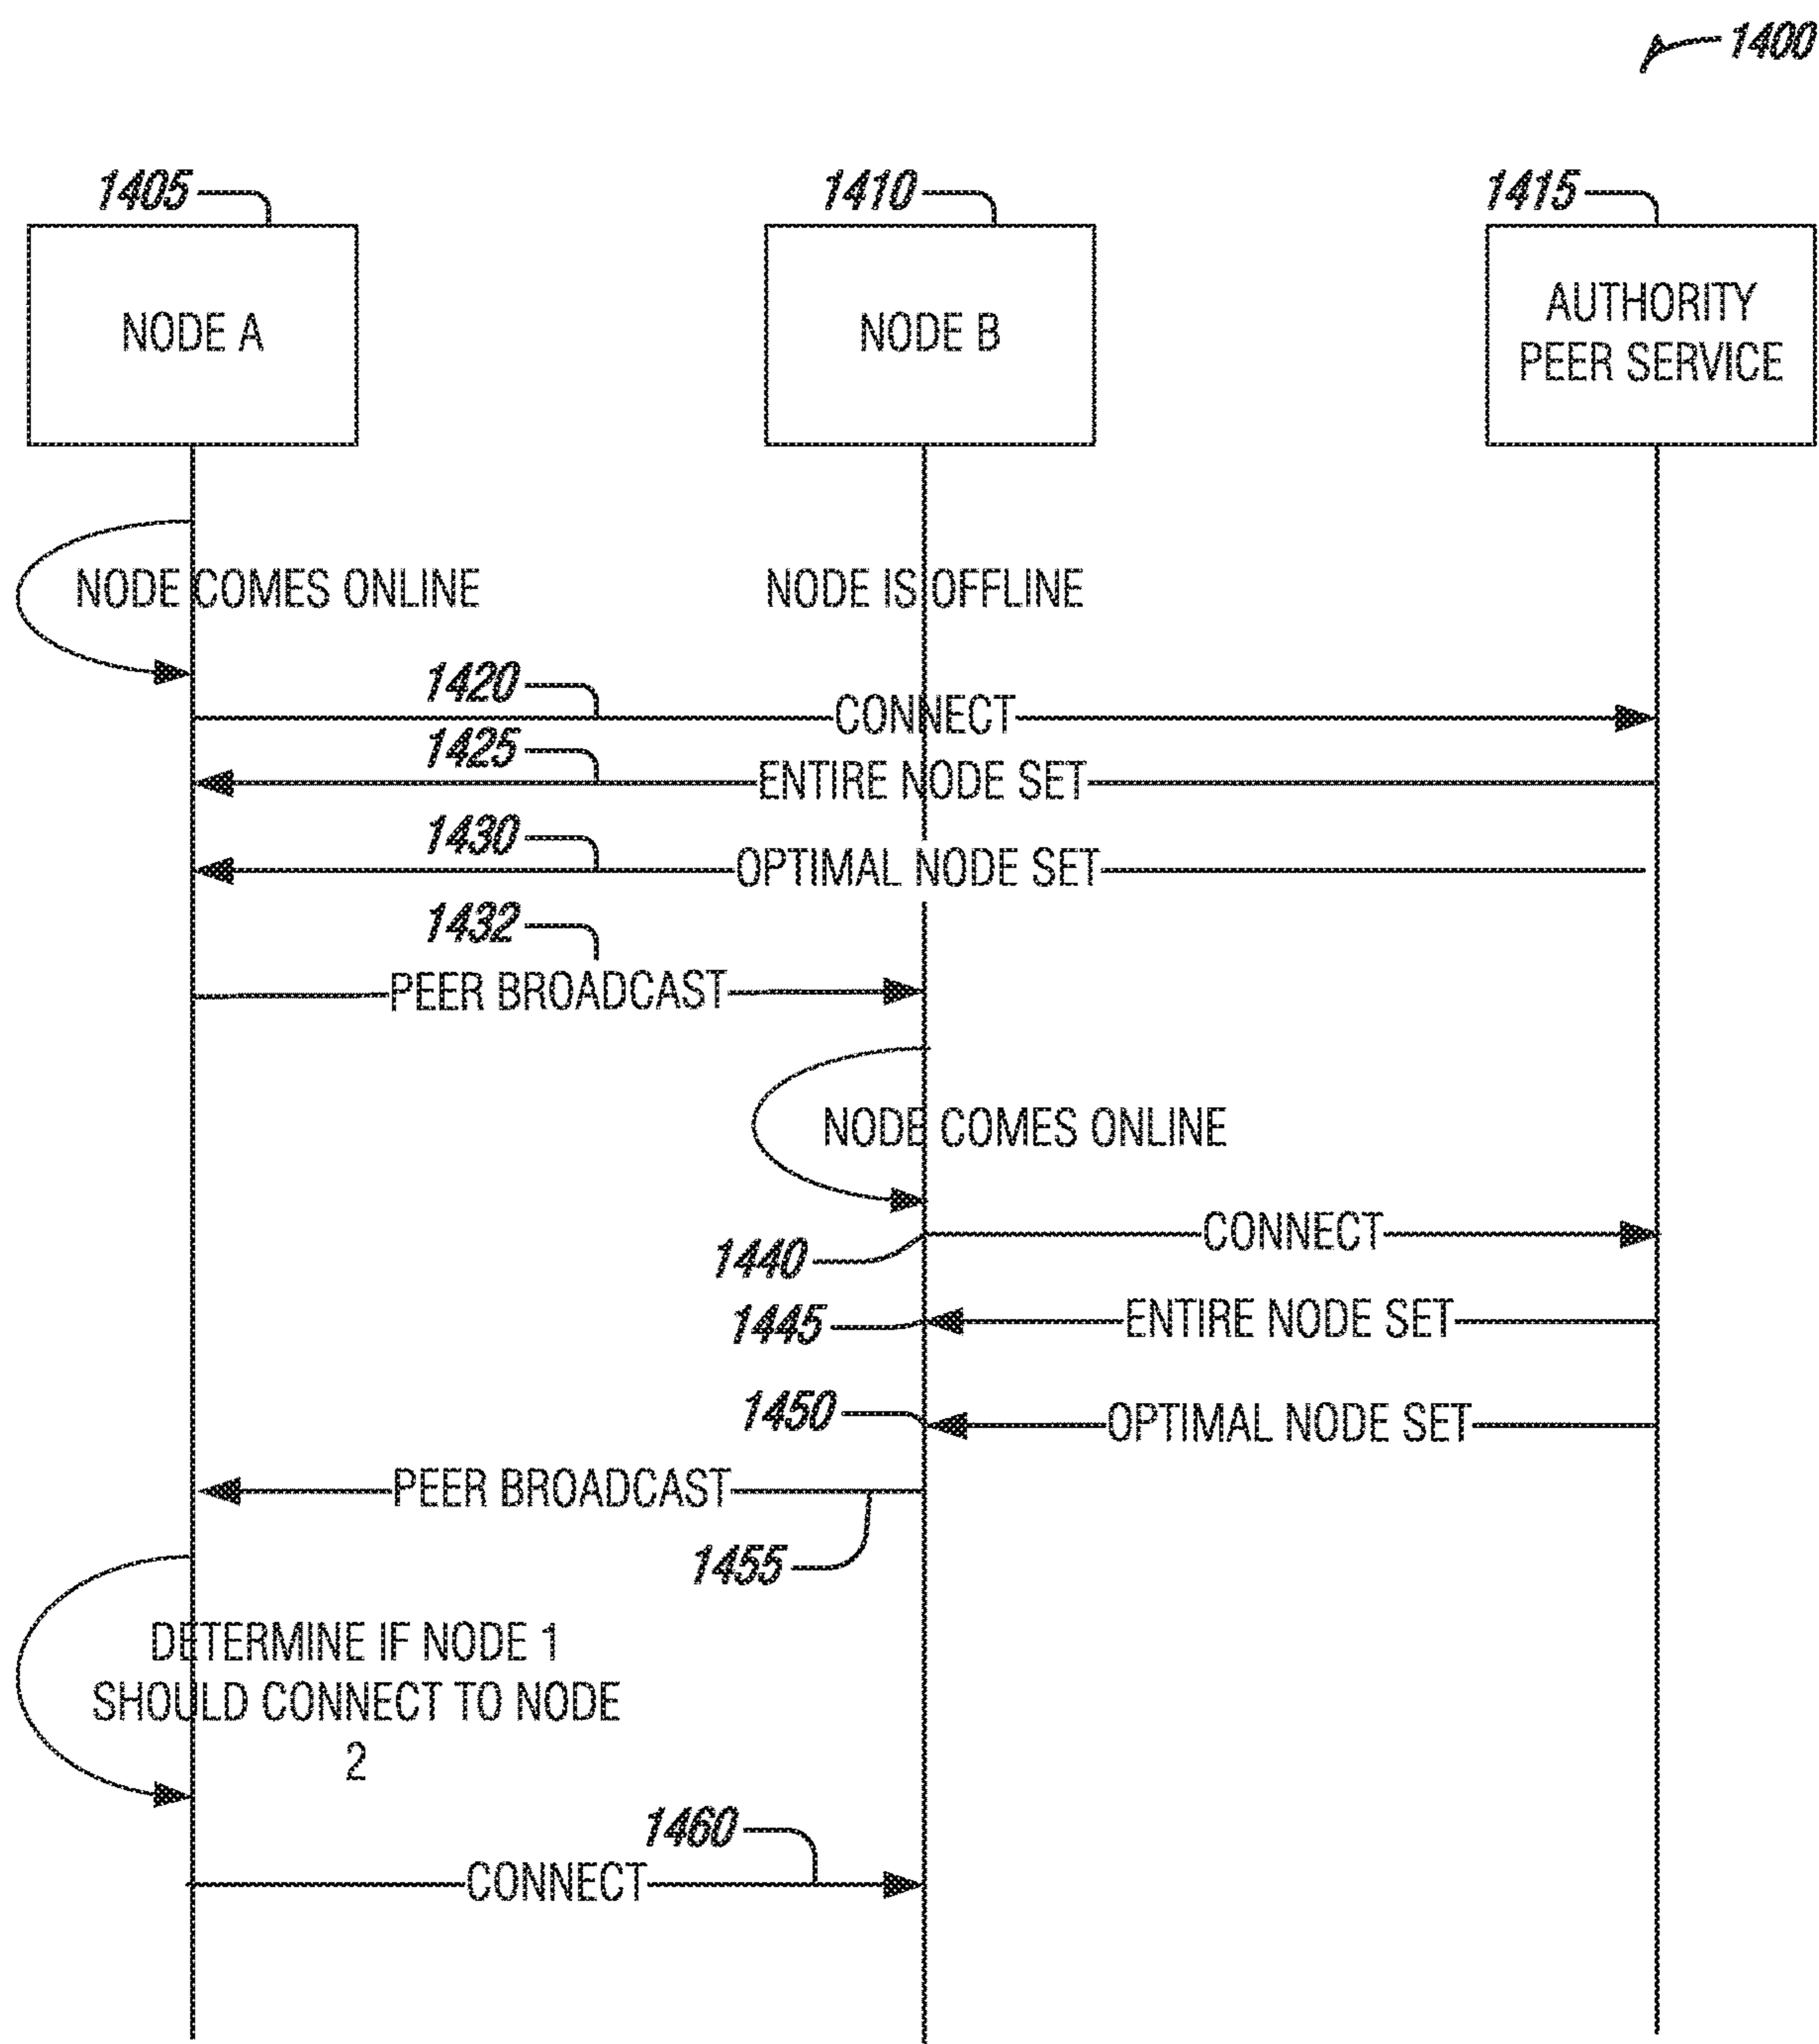 1400
1405
1410
1415
NODE A
NODE B
AUTHORITY
PEER SERVICE
NODE COMES ONLINE
NODE IS OFFLINE
1420
CONNECT
1425
ENTIRE NODE SET
1430
OPTIMAL NODE SET
1432
PEER BROADCAST
NODE COMES ONLINE
CONNECT
1440
ENTIRE NODE SET
1445
1450
OPTIMAL NODE SET
PEER BROADCAST
1455
DETERMINE IF NODE 1
SHOULD CONNECT TO NODE
2
1460
CONNECT